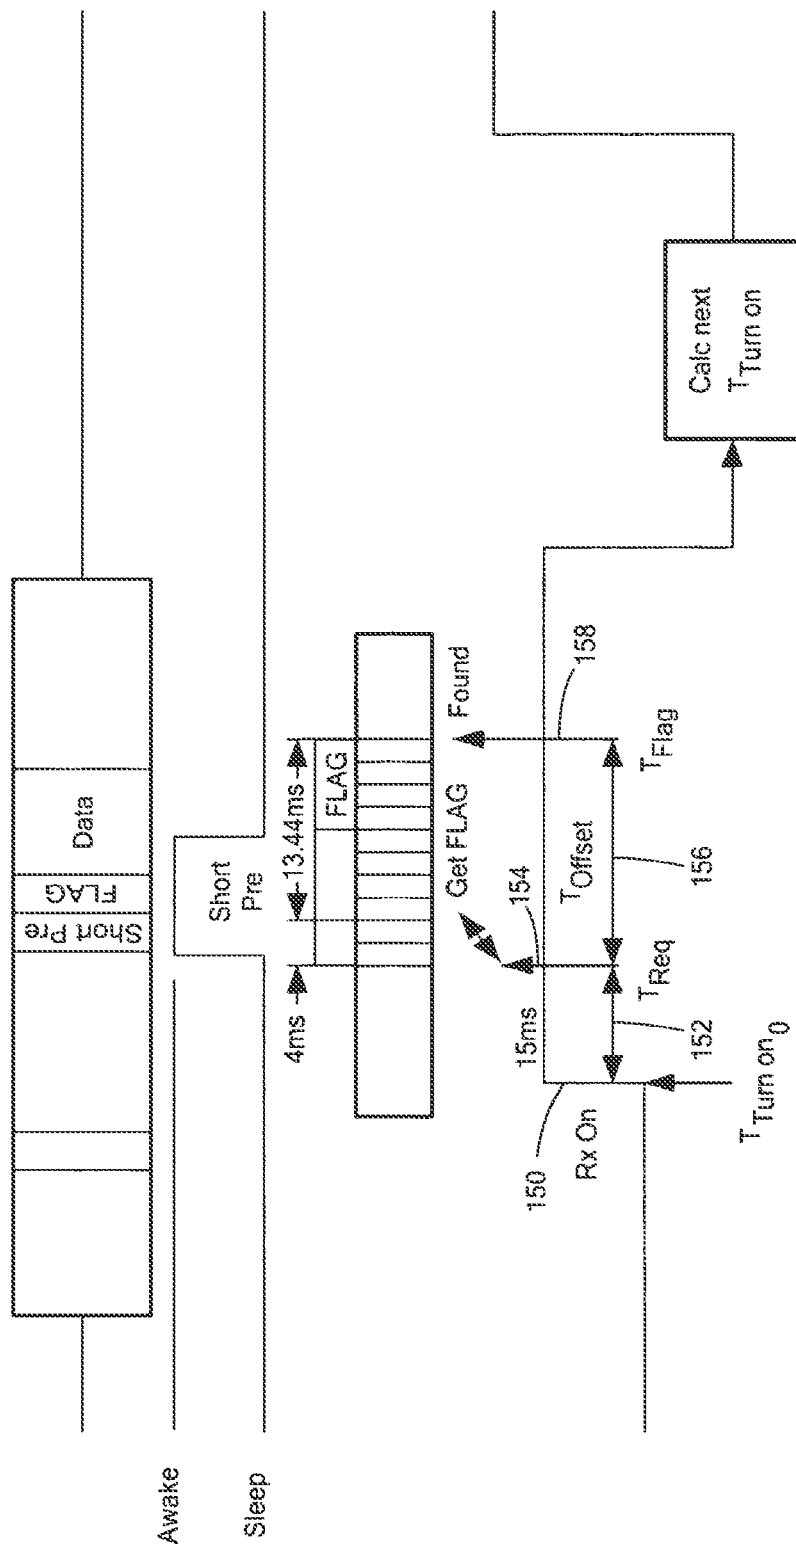 Short Pre
FLAG
Data
Awake
Sleep
Short
Pre
4ms
13.44ms
FLAG
Get FLAG
Found
Rx On
15ms
150
154
158
T Turn on 0
152
T Req
T Offset
156
T Flag
Calc next
T Turn on